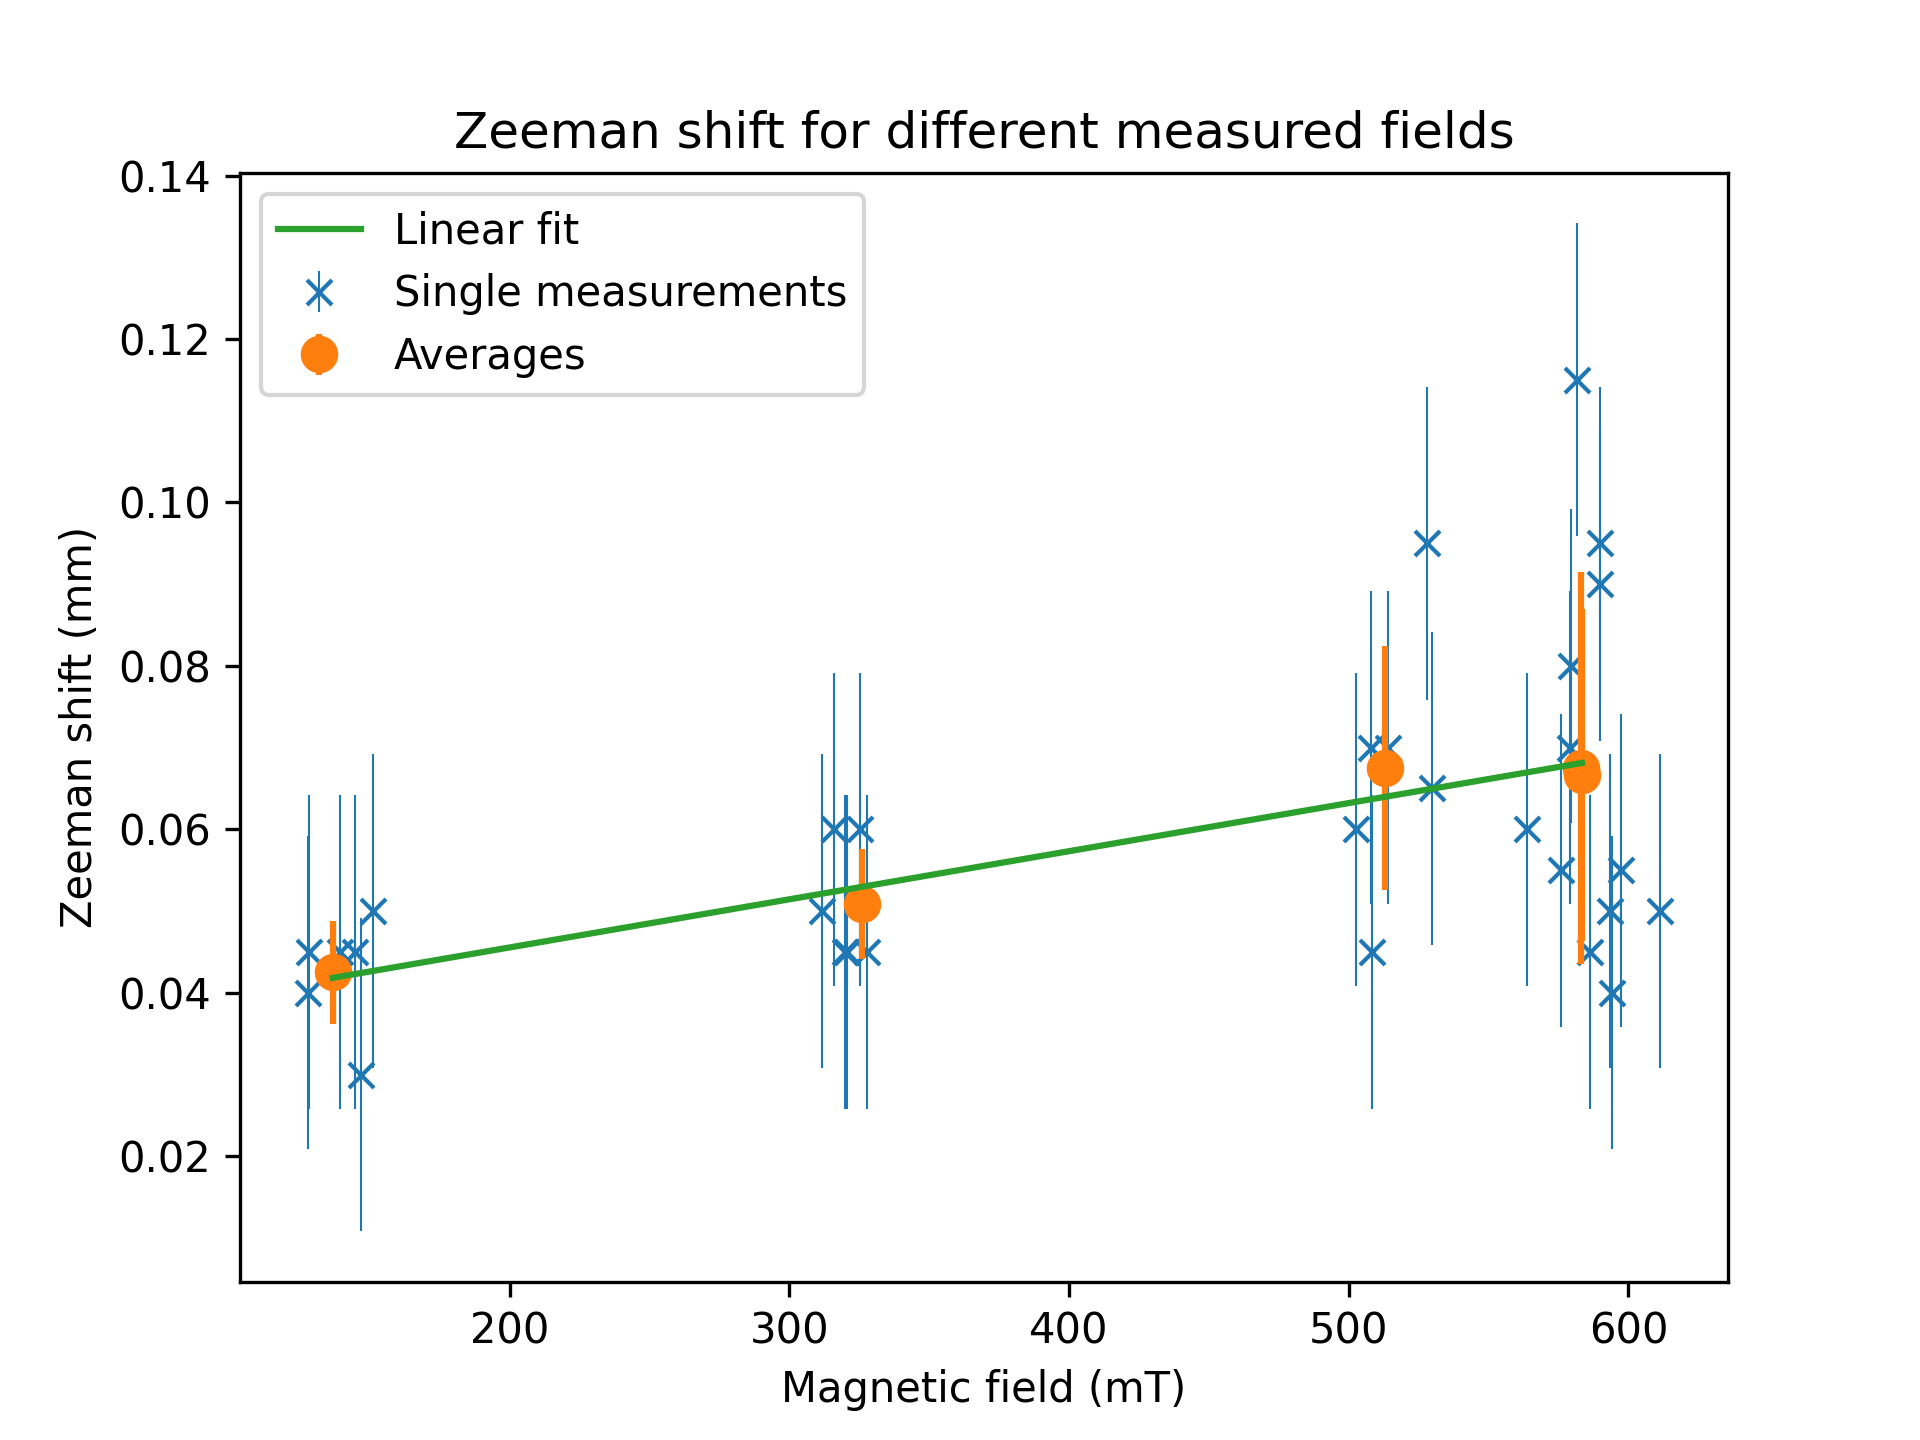 Zeeman shift for different measured fields
0.14
0.12
0.10
0.08
0.06
0.04
0.02
Zeeman shift (mm)
Linear fit
Single measurements
Averages
200 300 400 500 600
Magnetic field (mT)